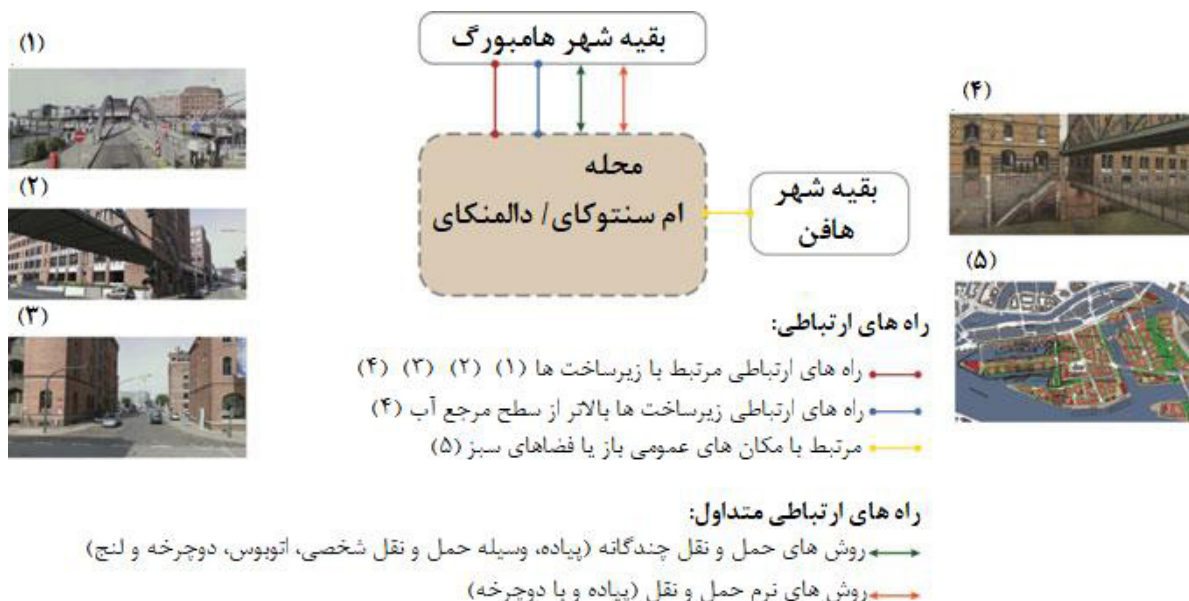 بقیه شهر هامبورگ
(۱)
(۲)
(۳)
محله
ام سنتوکای/ دالمنکای
بقیه شهر
هافن
(۴)
(۵)
راه های ارتباطی:
راه های ارتباطی مرتبط با زیرساخت ها (۱) (۲) (۳) (۴)
راه های ارتباطی زیرساخت ها بالاتر از سطح مرجع آب (۴)
مرتبط با مکان های عمومی باز یا فضاهای سبز (۵)
راه های ارتباطی متداول:
روش های حمل و نقل چندگانه (پیاده، وسیله حمل و نقل شخصی، اتوبوس، دوچرخه و لنج)
روش های نرم حمل و نقل (پیاده و با دوچرخه)